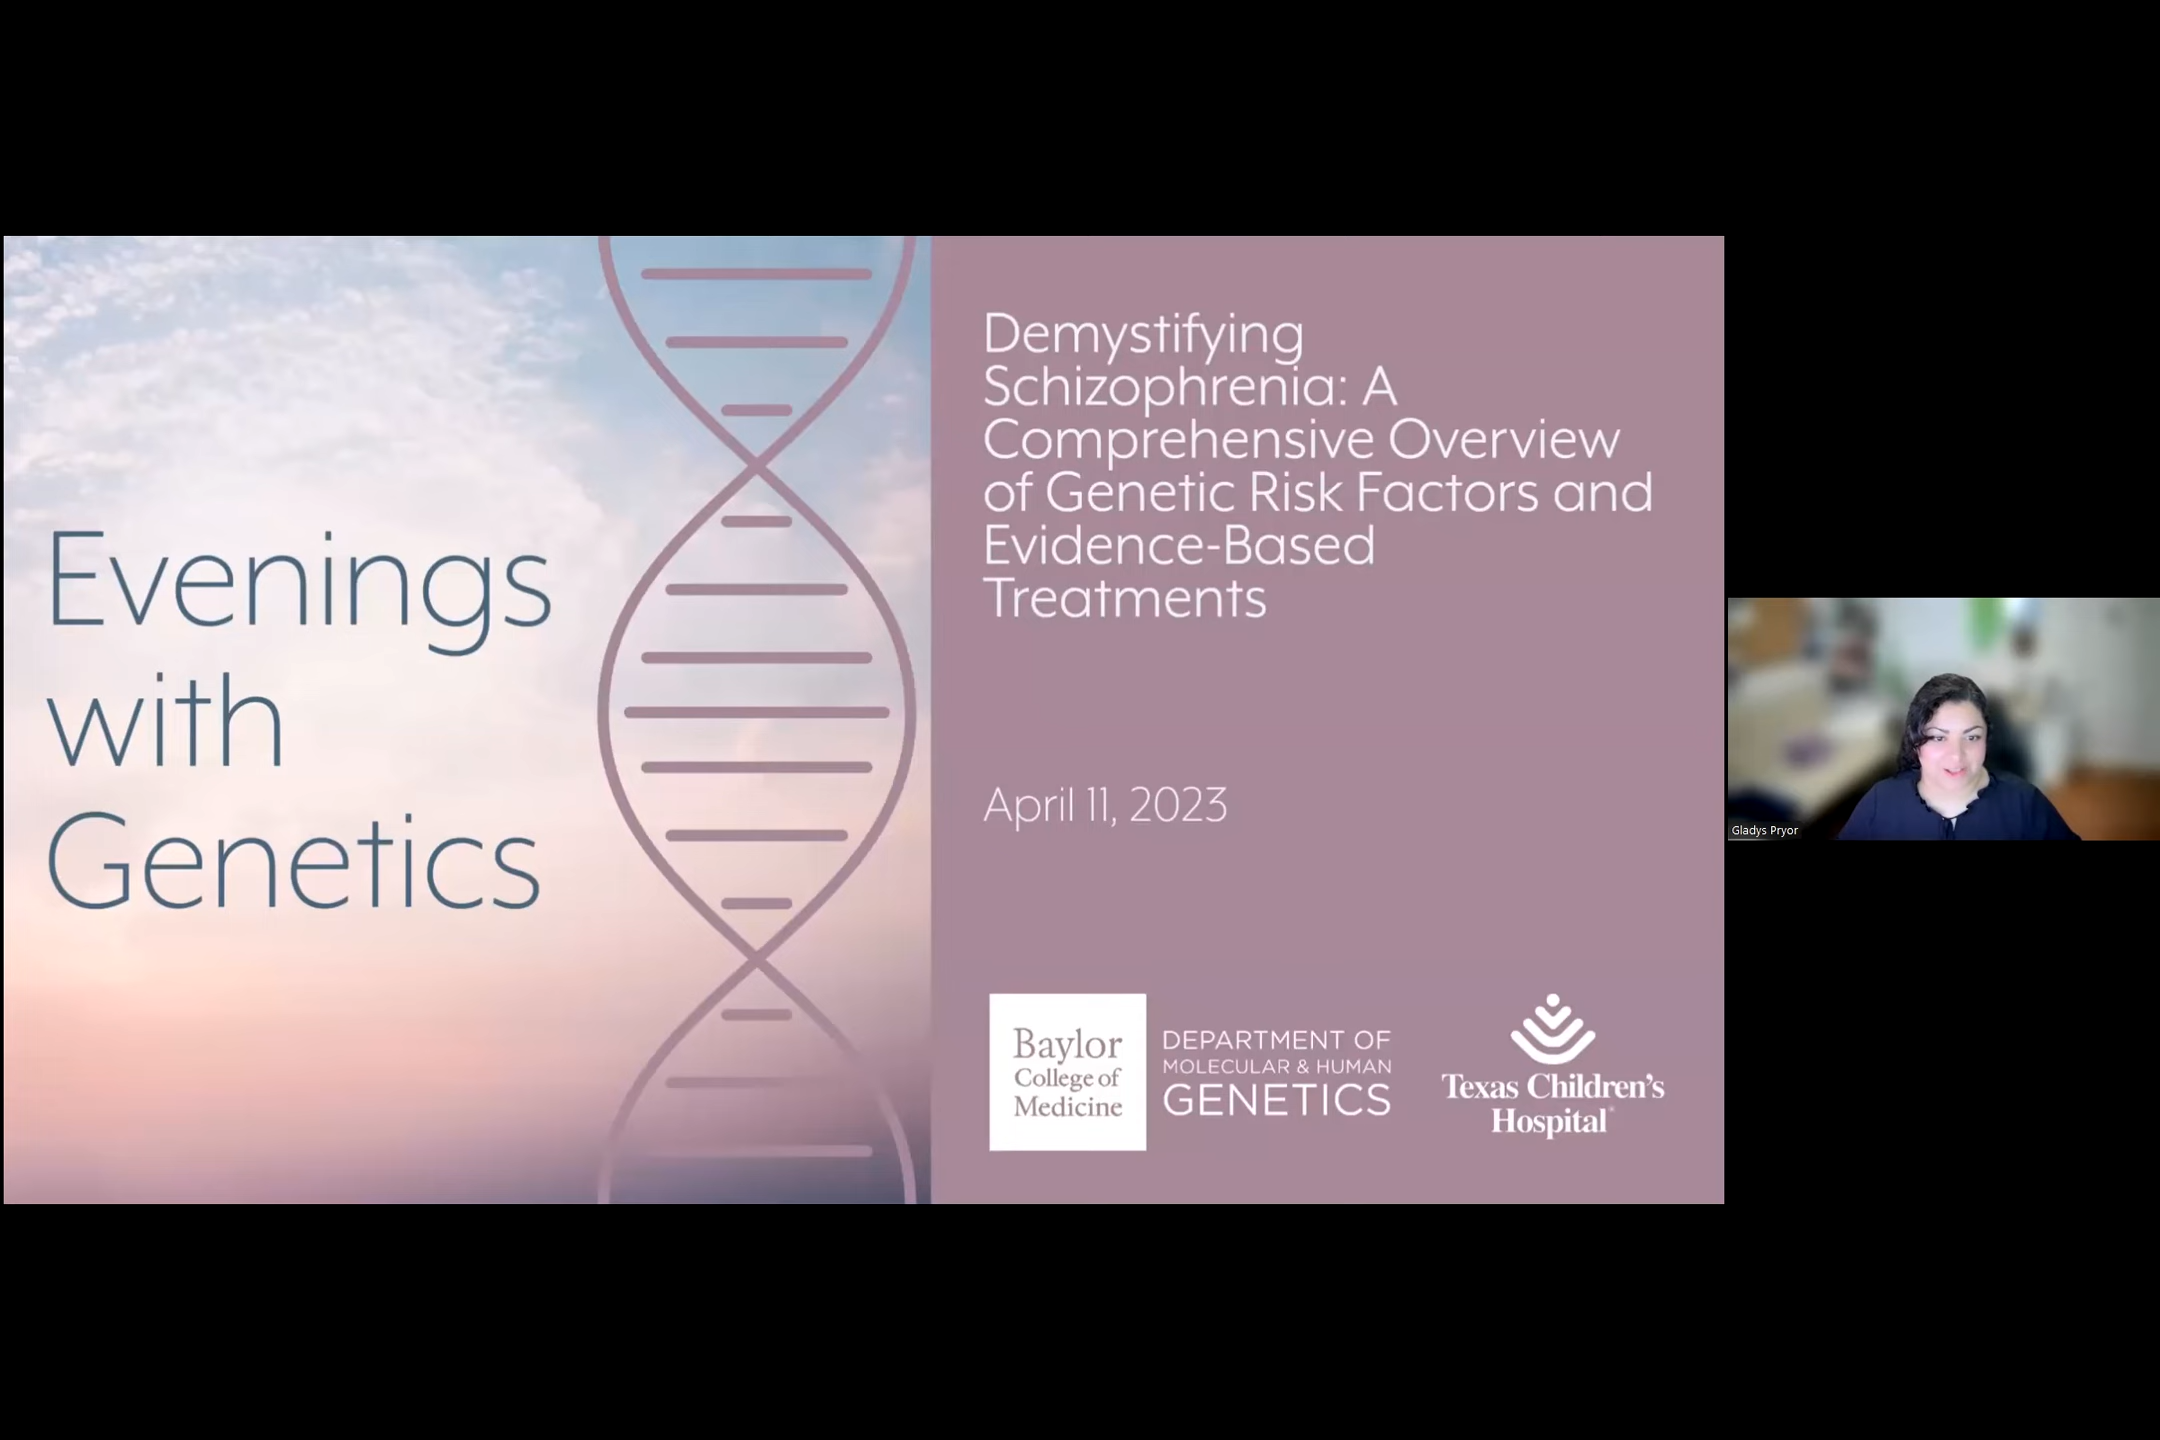 Evenings
with
Genetics
Demystifying
Schizophrenia: A
Comprehensive Overview
of Genetic Risk Factors and
Evidence-Based
Treatments
April 11, 2023
Baylor
College of
Medicine
DEPARTMENT OF
MOLECULAR & HUMAN
GENETICS
Texas Children's
Hospital
Gladys Pryor